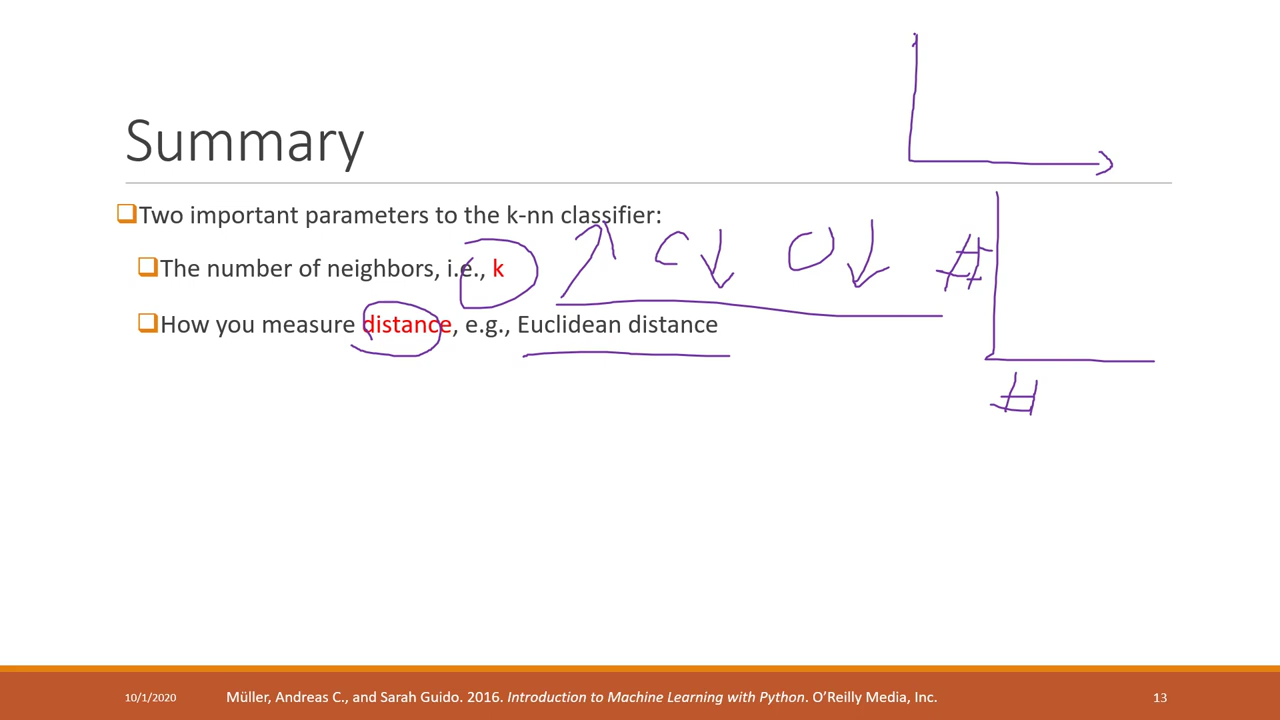 Summary
Two important parameters to the k-nn classifier:
The number of neighbors, i.e., k ↑ C ↓ O ↓
How you measure distance, e.g., Euclidean distance
#
#
10/1/2020 Müller, Andreas C., and Sarah Guido. 2016. Introduction to Machine Learning with Python. O'Reilly Media, Inc. 13